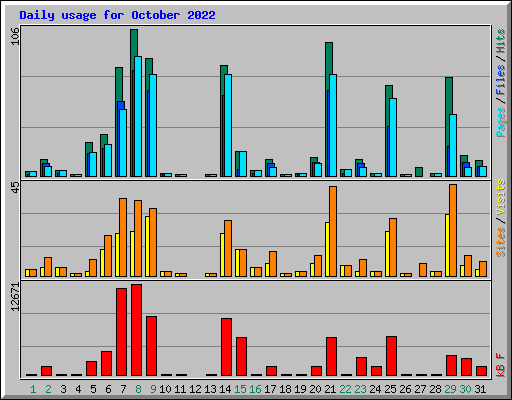 Daily usage for October 2022
106
45
12671
Pages / Files / Hits
Sites / Visits
kB F
1 2 3 4 5 6 7 8 9 10 11 12 13 14 15 16 17 18 19 20 21 22 23 24 25 26 27 28 29 30 31